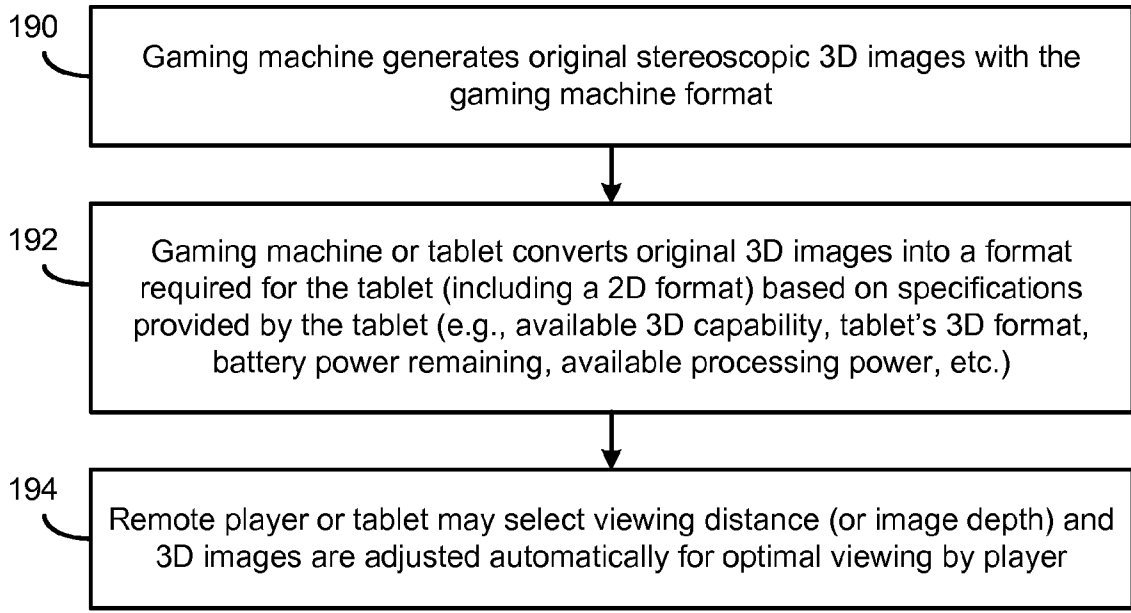 190
Gaming machine generates original stereoscopic 3D images with the
gaming machine format
192
Gaming machine or tablet converts original 3D images into a format
required for the tablet (including a 2D format) based on specifications
provided by the tablet (e.g., available 3D capability, tablet's 3D format,
battery power remaining, available processing power, etc.)
194
Remote player or tablet may select viewing distance (or image depth) and
3D images are adjusted automatically for optimal viewing by player